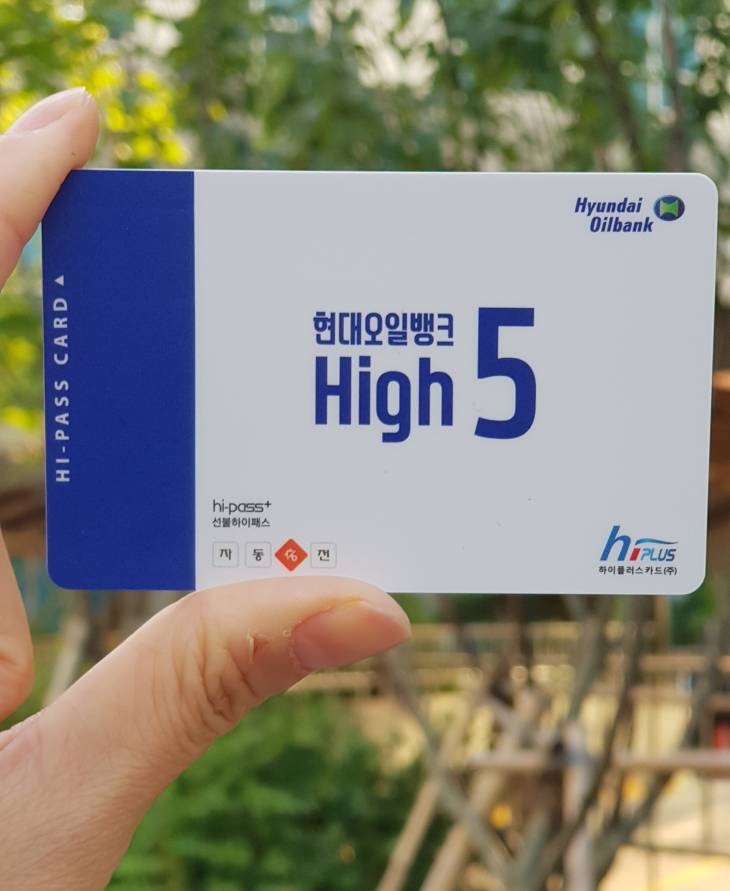 HI-PASS CARD ▲
Hyundai
Oilbank
현대오일뱅크
High 5
hi-pass+
선불하이패스
자 동 충 전
hi PLUS
하이플러스카드(주)